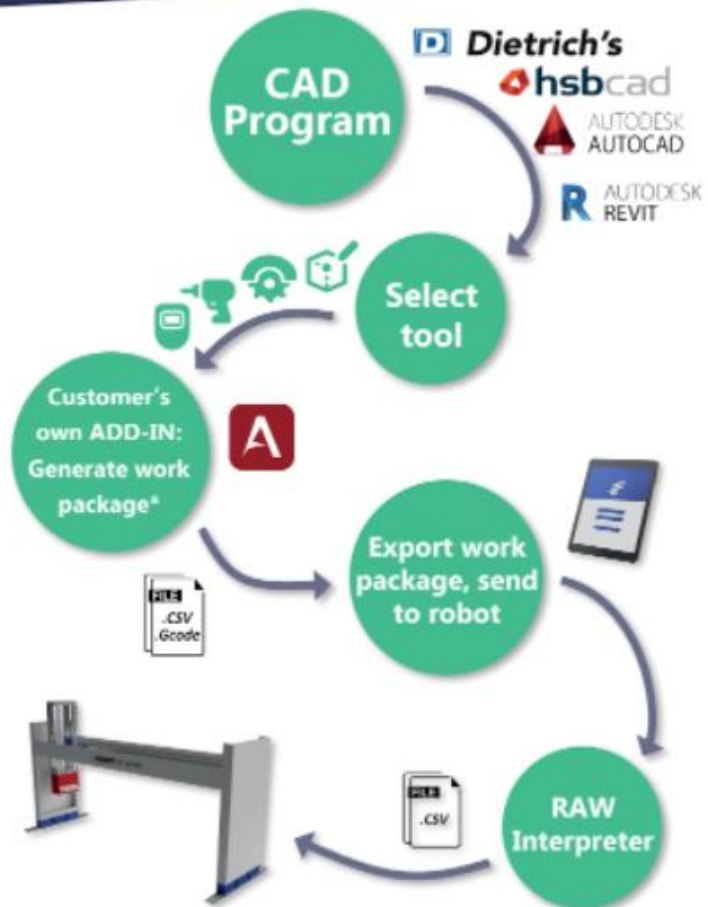 CAD
Program
Dietrich's
hsbcad
AUTODESK
AUTOCAD
AUTODESK
REVIT
Select
tool
Customer's
own ADD-IN:
Generate work
package*
A
Export work
package, send
to robot
FILE
.CSV
.Gcode
FILE
.CSV
RAW
Interpreter